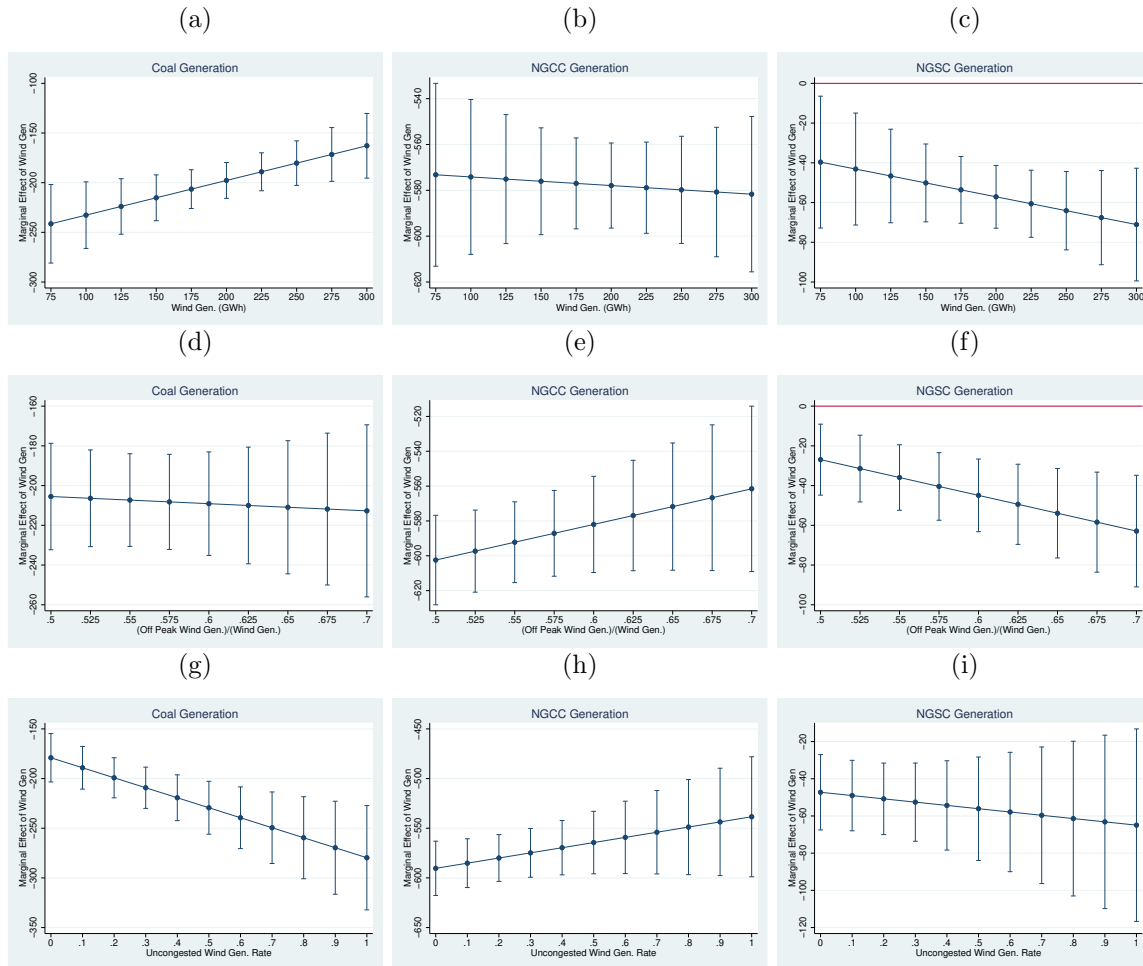 (a) (b) (c)
Coal Generation
Marginal Effect of Wind Gen
-100
-150
-200
-250
-300
75 100 125 150 175 200 225 250 275 300
Wind Gen. (GWh)
NGCC Generation
Marginal Effect of Wind Gen
-540
-560
-580
-600
-620
75 100 125 150 175 200 225 250 275 300
Wind Gen. (GWh)
NGSC Generation
Marginal Effect of Wind Gen
0
-20
-40
-60
-80
-100
75 100 125 150 175 200 225 250 275 300
Wind Gen. (GWh)
(d) (e) (f)
Coal Generation
Marginal Effect of Wind Gen
-160
-180
-200
-220
-240
-260
.5 .525 .55 .575 .6 .625 .65 .675 .7
(Off Peak Wind Gen.)/(Wind Gen.)
NGCC Generation
Marginal Effect of Wind Gen
-520
-540
-560
-580
-600
-620
.5 .525 .55 .575 .6 .625 .65 .675 .7
(Off Peak Wind Gen.)/(Wind Gen.)
NGSC Generation
Marginal Effect of Wind Gen
0
-20
-40
-60
-80
-100
.5 .525 .55 .575 .6 .625 .65 .675 .7
(Off Peak Wind Gen.)/(Wind Gen.)
(g) (h) (i)
Coal Generation
Marginal Effect of Wind Gen
-150
-200
-250
-300
-350
0 .1 .2 .3 .4 .5 .6 .7 .8 .9 1
Uncongested Wind Gen. Rate
NGCC Generation
Marginal Effect of Wind Gen
-450
-500
-550
-600
-650
0 .1 .2 .3 .4 .5 .6 .7 .8 .9 1
Uncongested Wind Gen. Rate
NGSC Generation
Marginal Effect of Wind Gen
-20
-40
-60
-80
-100
-120
0 .1 .2 .3 .4 .5 .6 .7 .8 .9 1
Uncongested Wind Gen. Rate